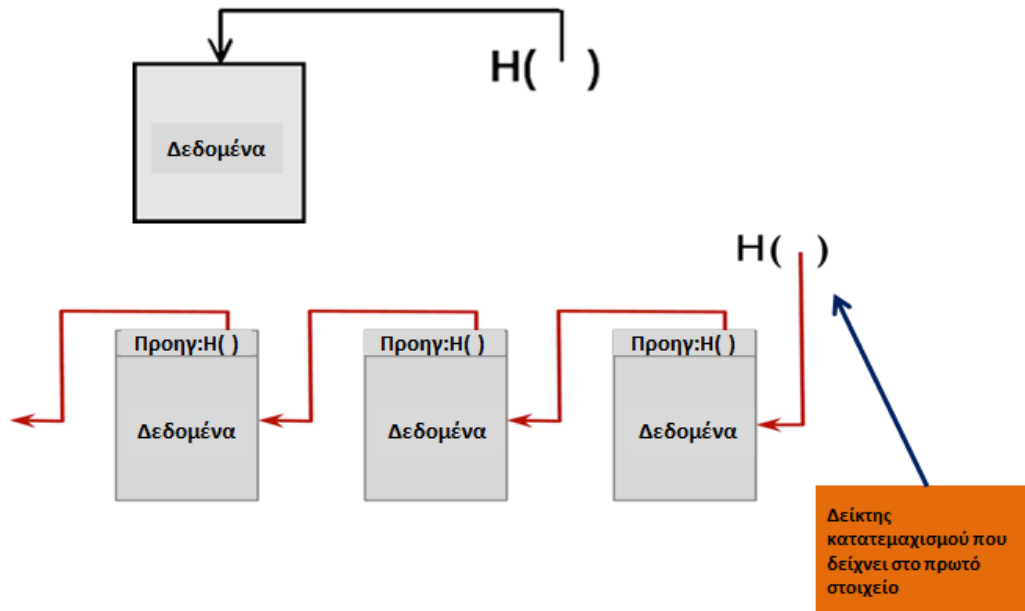 H( )
Δεδομένα
H( )
Προηγ:H( )
Προηγ:H( )
Προηγ:H( )
Δεδομένα
Δεδομένα
Δεδομένα
Δείκτης
κατατεμαχισμού που
δείχνει στο πρωτό
στοιχείο